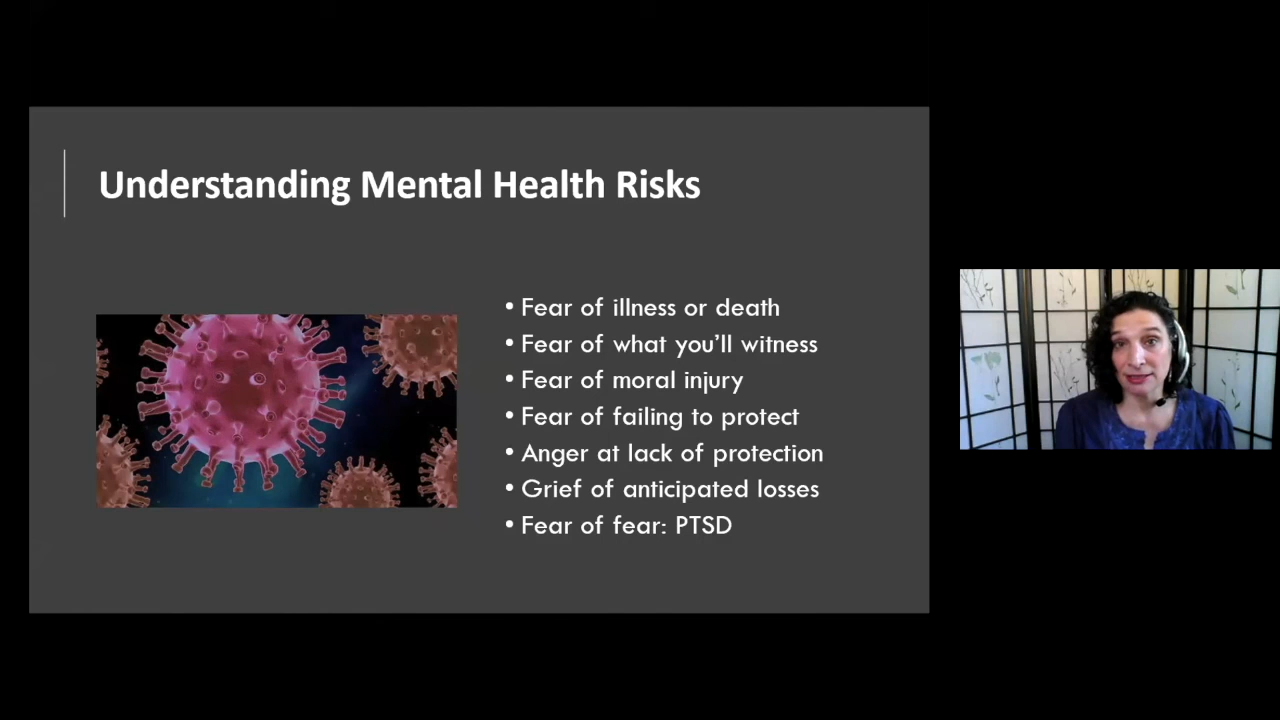 Understanding Mental Health Risks
• Fear of illness or death
• Fear of what you’ll witness
• Fear of moral injury
• Fear of failing to protect
• Anger at lack of protection
• Grief of anticipated losses
• Fear of fear: PTSD